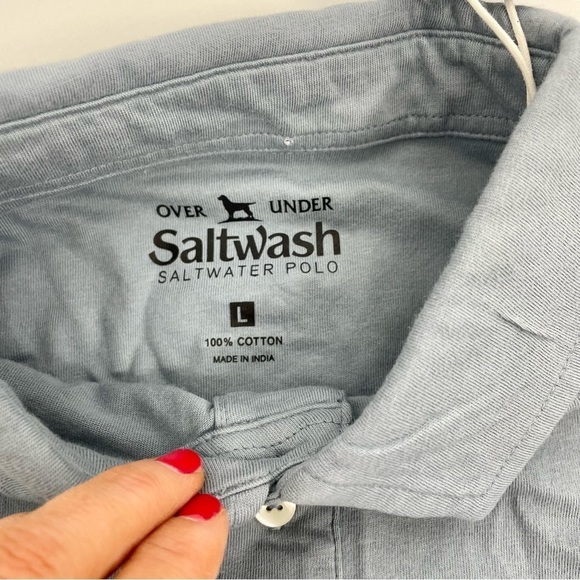 OVER UNDER
Saltwash
SALTWATER POLO
L
100% COTTON
MADE IN INDIA